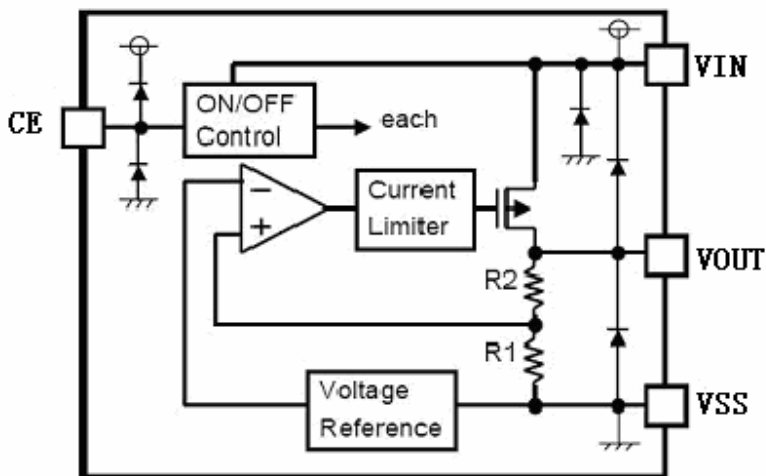 VIN
CE
ON/OFF
Control
each
−
+
Current
Limiter
VOUT
R2
R1
Voltage
Reference
VSS